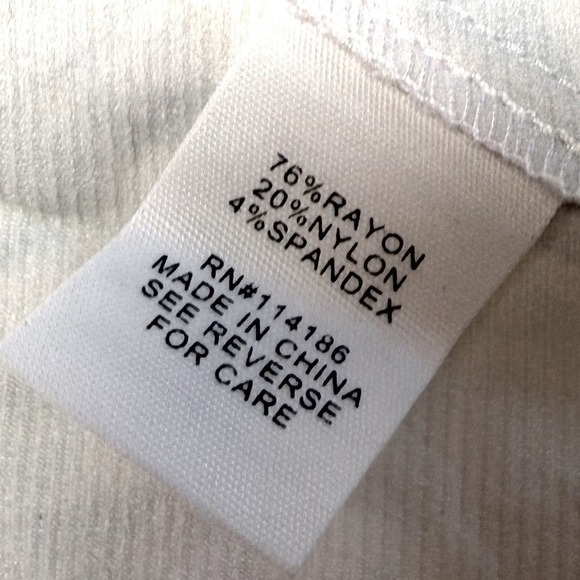 76%RAYON
20%NYLON
4%SPANDEX
RN#114186
MADE IN CHINA
SEE REVERSE
FOR CARE